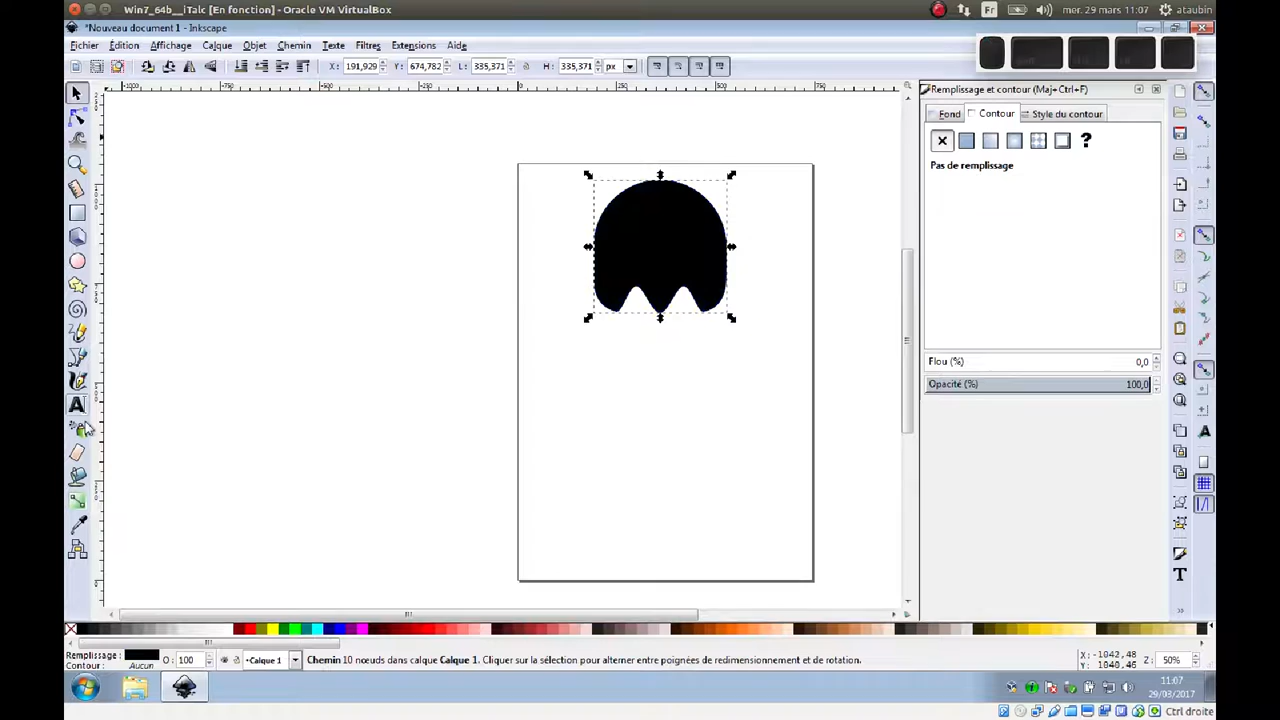 Win7_64b__iTalc [En fonction] - Oracle VM VirtualBox
Fr
mer. 29 mars 11:07
ataubin
*Nouveau document 1 - Inkscape
Fichier Édition Affichage Calque Objet Chemin Texte Filtres Extensions Aide
X: 191,929 Y: 674,782 L: 335,371 H: 335,371 px
Remplissage et contour (Maj+Ctrl+F)
Fond Contour Style du contour
?
Pas de remplissage
Flou (%) 0,0
Opacité (%) 100,0
Remplissage :
Contour : Aucun
O: 100
•Calque 1
Chemin 10 nœuds dans calque Calque 1. Cliquer sur la sélection pour alterner entre poignées de redimensionnement et de rotation.
X: -1042,46
Y: 1040,46
Z: 50%
11:07
29/03/2017
Ctrl droite